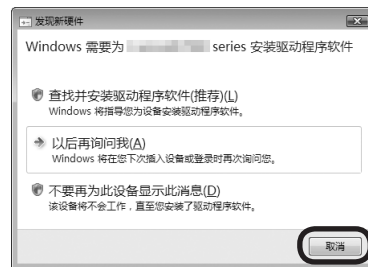 发现新硬件
Windows 需要为 series 安装驱动程序软件
查找并安装驱动程序软件(推荐)(L)
Windows 将指导您为设备安装驱动程序软件。
以后再询问我(A)
Windows 将在您下次插入设备或登录时再次询问您。
不要再为此设备显示此消息(D)
该设备将不会工作，直至您安装了驱动程序软件。
取消